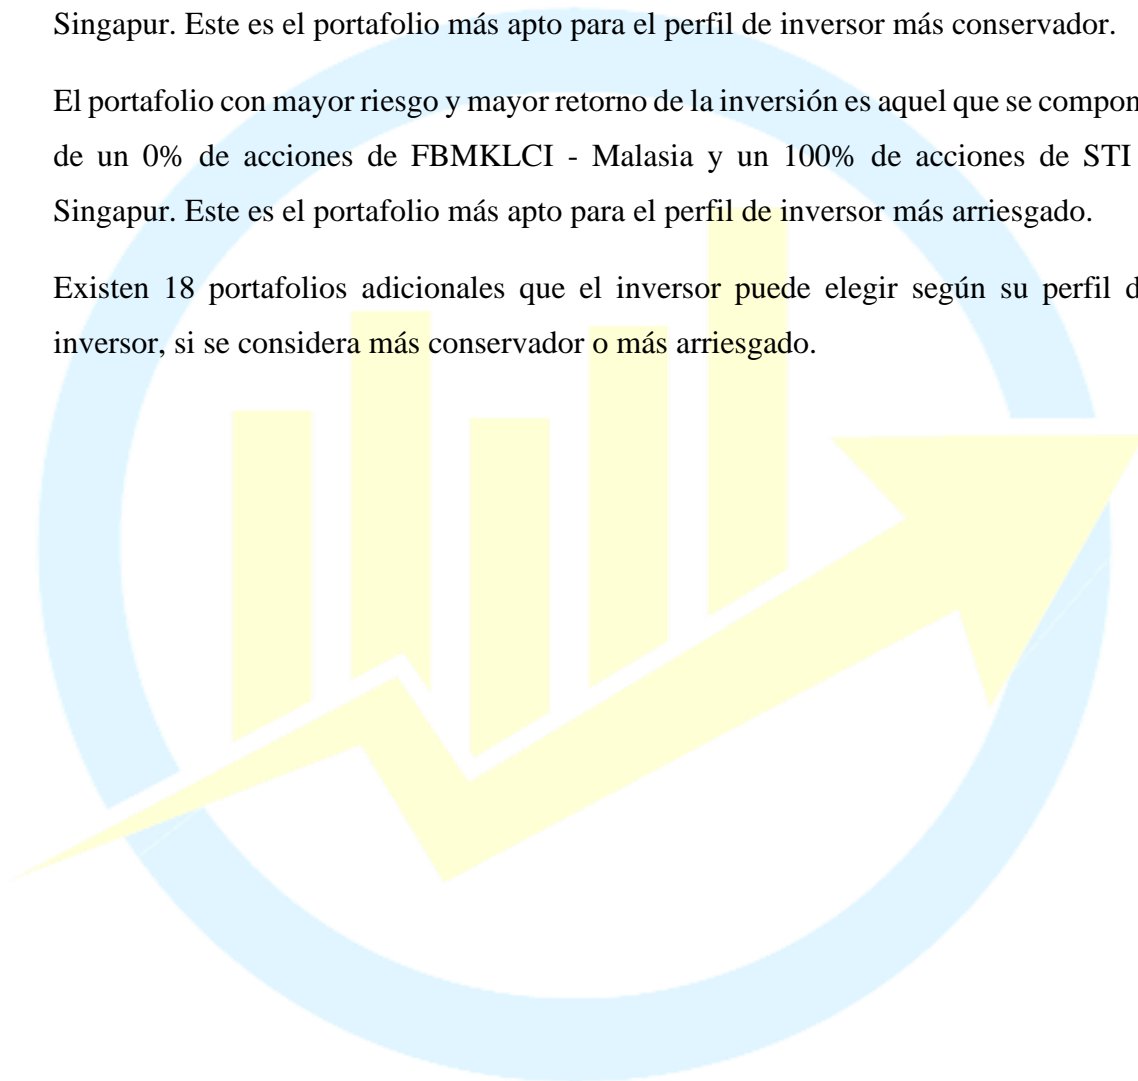 Singapur. Este es el portafolio más apto para el perfil de inversor más conservador.
El portafolio con mayor riesgo y mayor retorno de la inversión es aquel que se compon
de un 0% de acciones de FBMKLCI - Malasia y un 100% de acciones de STI
Singapur. Este es el portafolio más apto para el perfil de inversor más arriesgado.
Existen 18 portafolios adicionales que el inversor puede elegir según su perfil d
inversor, si se considera más conservador o más arriesgado.